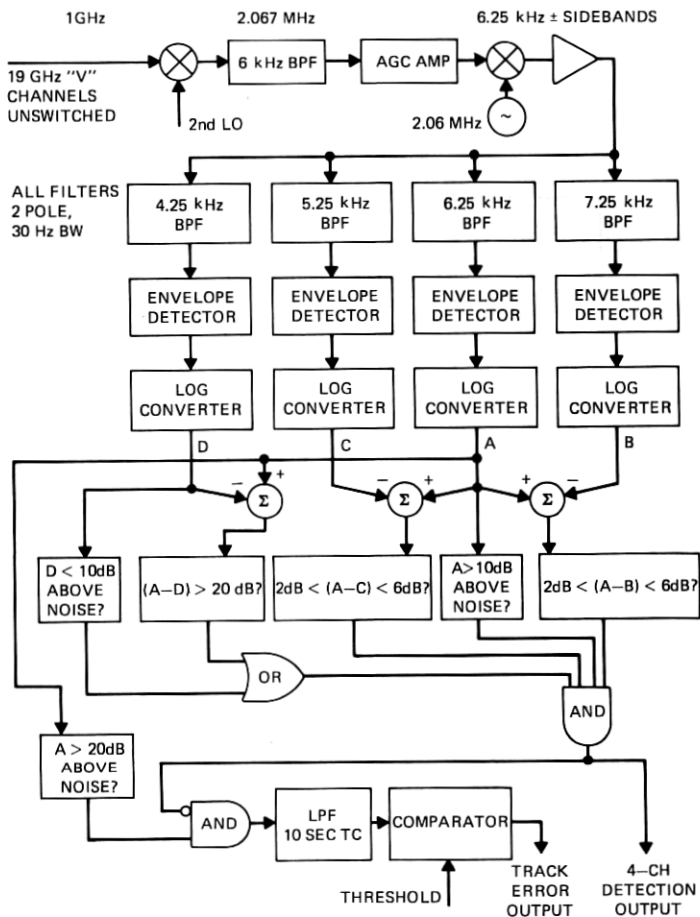 1GHz
2.067 MHz
6.25 kHz ± SIDEBANDS
6 kHz BPF
AGC AMP
19 GHz "V"
CHANNELS
UNSWITCHED
2nd LO
2.06 MHz
~
ALL FILTERS
2 POLE,
30 Hz BW
4.25 kHz
BPF
5.25 kHz
BPF
6.25 kHz
BPF
7.25 kHz
BPF
ENVELOPE
DETECTOR
ENVELOPE
DETECTOR
ENVELOPE
DETECTOR
ENVELOPE
DETECTOR
LOG
CONVERTER
LOG
CONVERTER
LOG
CONVERTER
LOG
CONVERTER
D
C
A
B
− + Σ
− + Σ
+ − Σ
D < 10dB
ABOVE
NOISE?
(A–D) > 20 dB?
2dB < (A–C) < 6dB?
A>10dB
ABOVE
NOISE?
2dB < (A–B) < 6dB?
OR
AND
A > 20dB
ABOVE
NOISE?
AND
LPF
10 SEC TC
COMPARATOR
THRESHOLD
TRACK
ERROR
OUTPUT
4–CH
DETECTION
OUTPUT